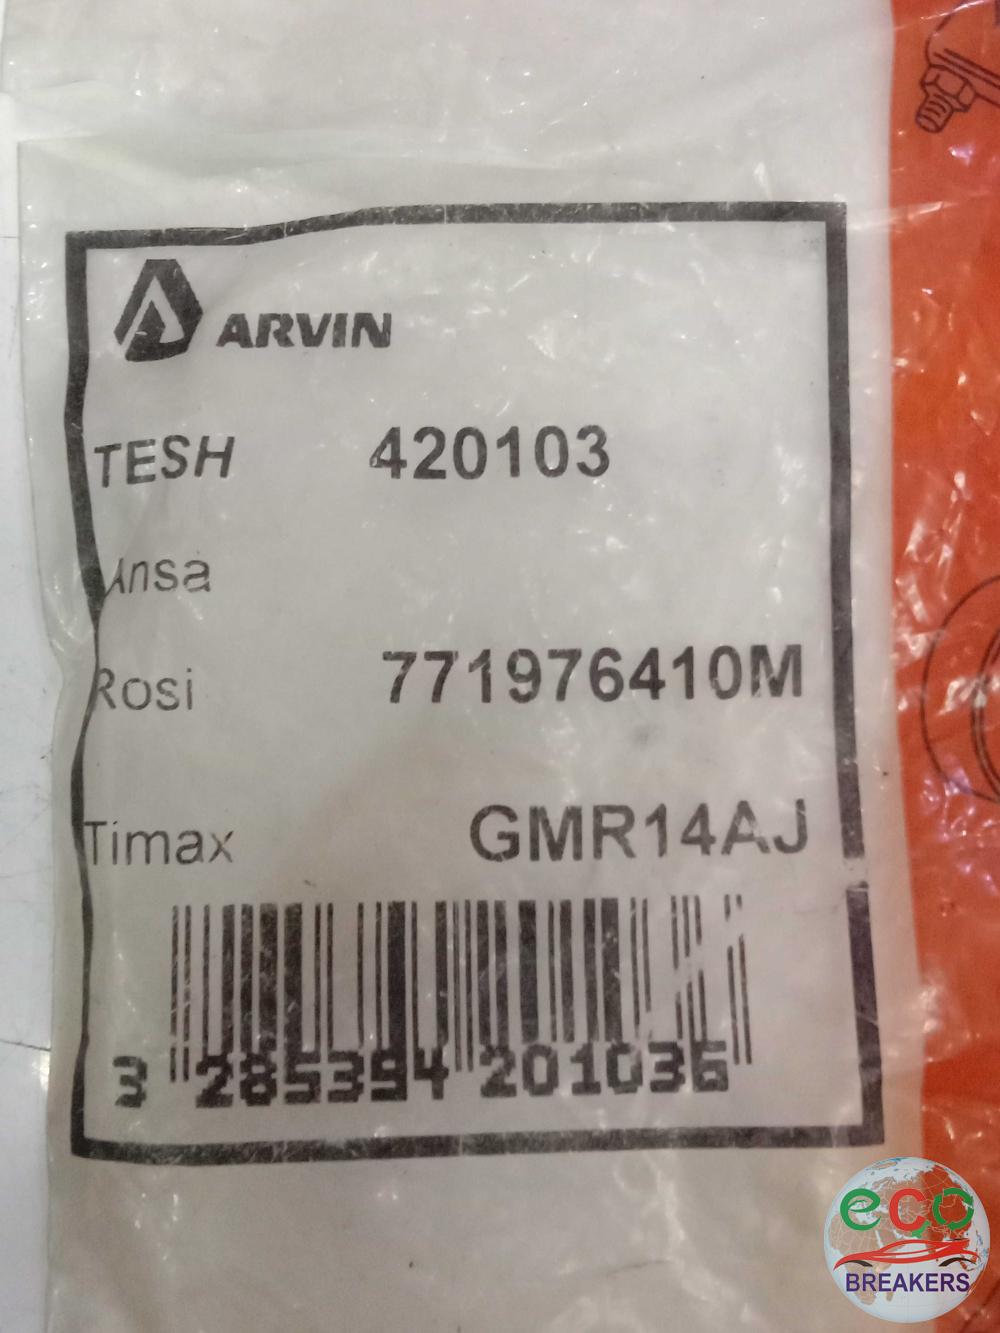 ARVIN
TESH 420103
Ansa
Rosi 771976410M
Timax GMR14AJ
3 285394 201036
eco
BREAKERS